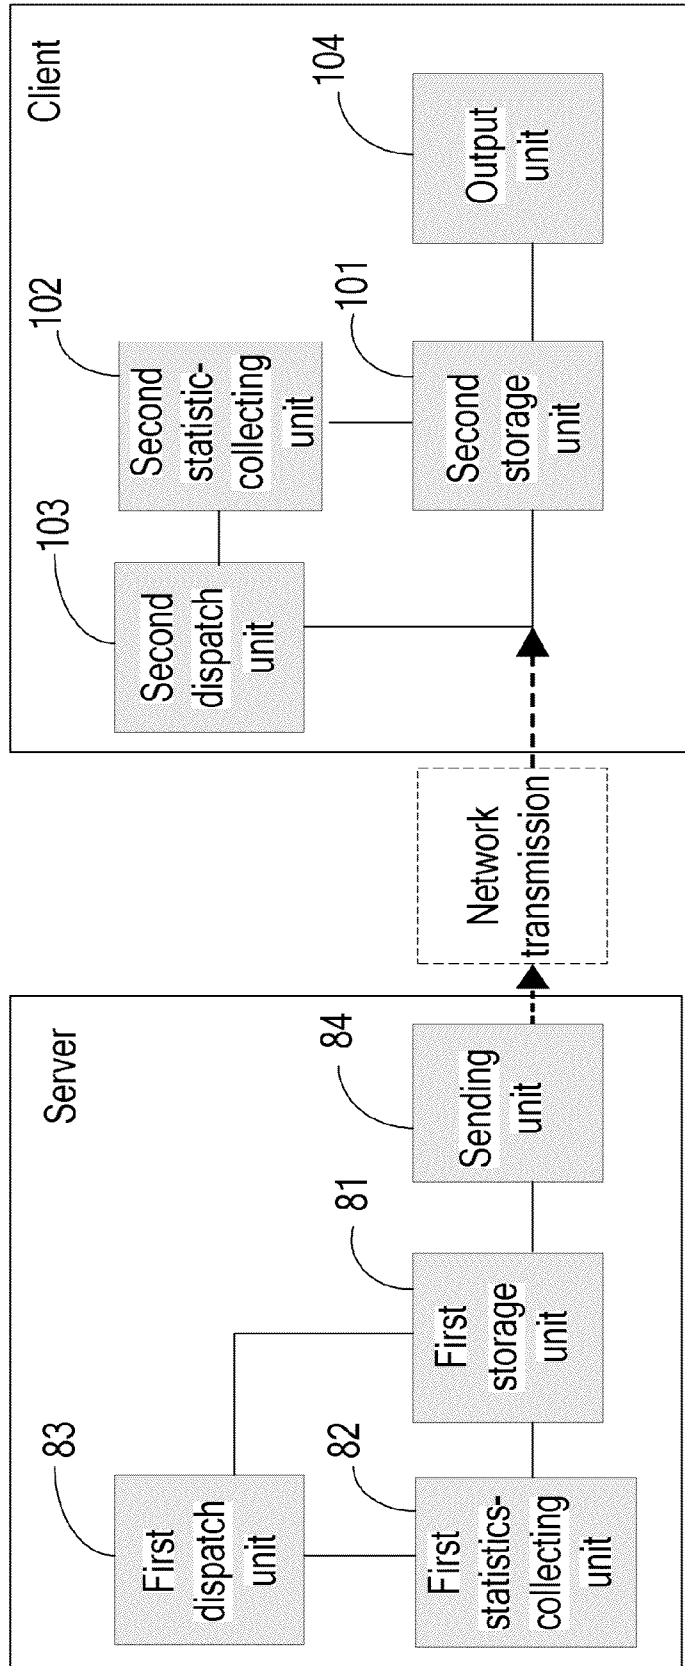 Server
83
First
dispatch
unit
82
First
statistics-
collecting
unit
81
First
storage
unit
84
Sending
unit
Network
transmission
Client
103
Second
dispatch
unit
102
Second
statistic-
collecting
unit
101
Second
storage
unit
104
Output
unit